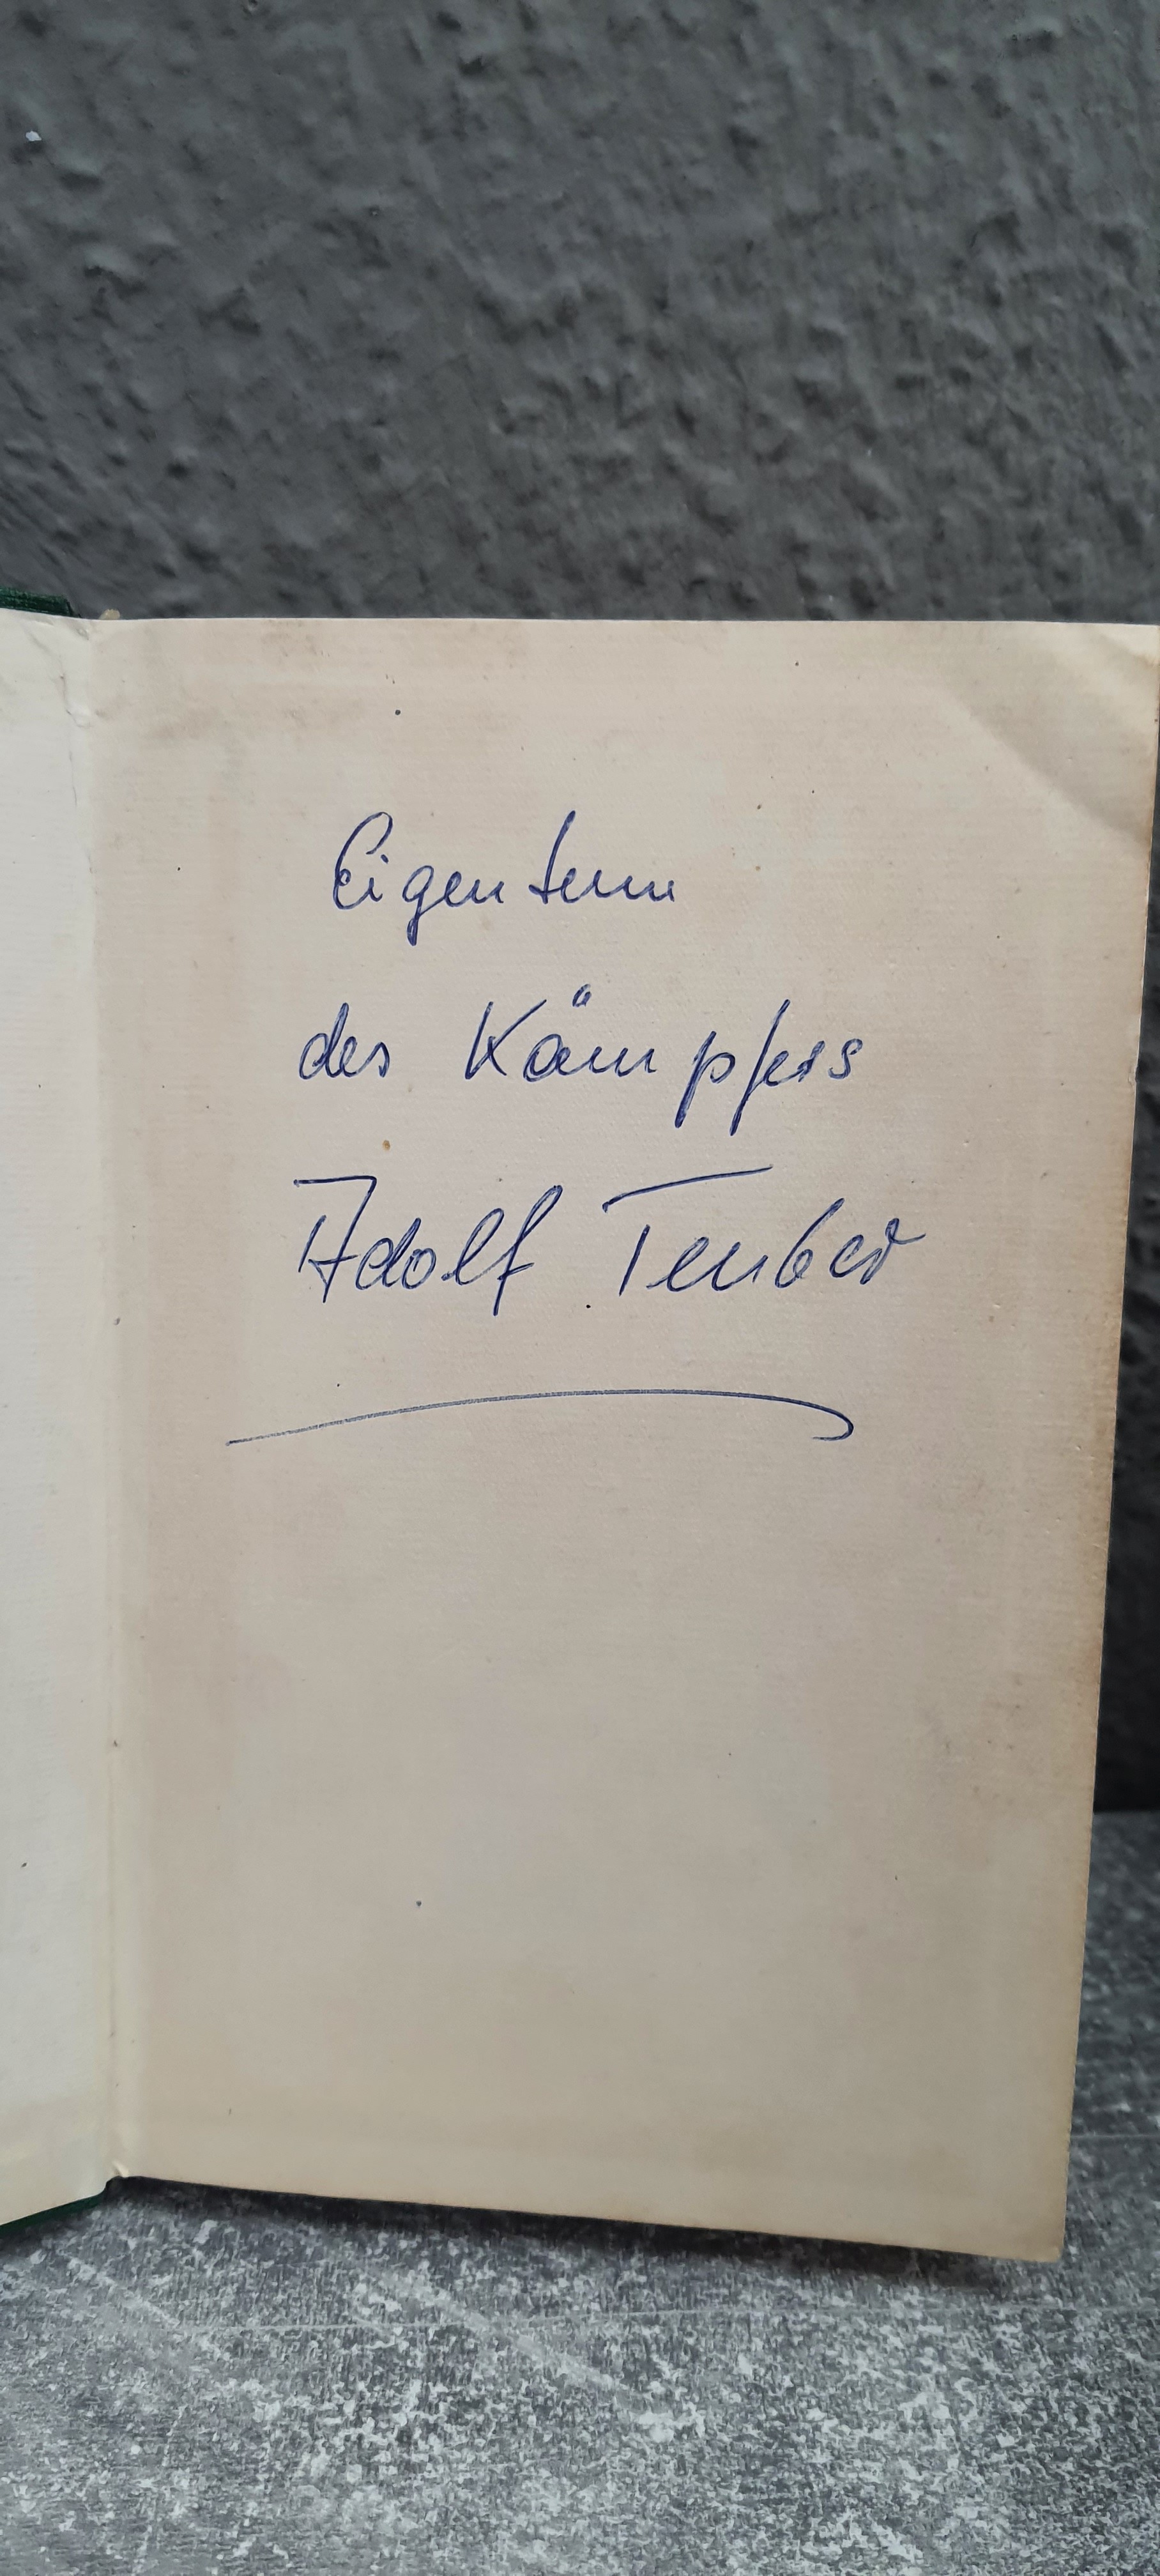 Eigentum
des Kämpfers
Adolf Teuber